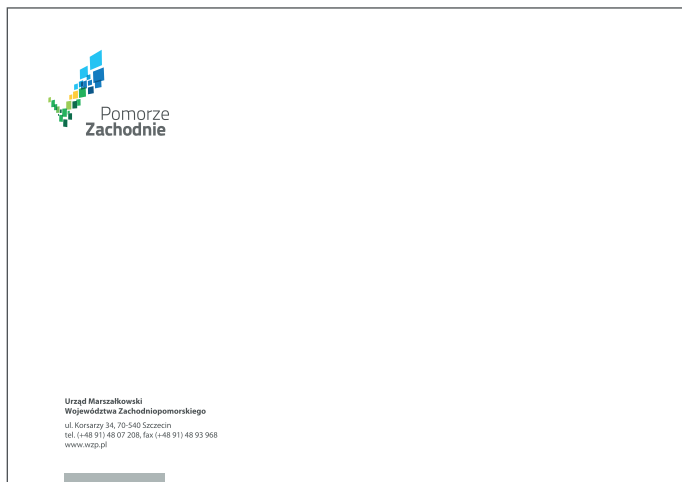 Pomorze
Zachodnie
Urząd Marszałkowski
Województwa Zachodniopomorskiego
ul. Korsarzy 34, 70-540 Szczecin
tel. (+48 91) 48 07 208, fax (+48 91) 48 93 968
www.wzp.pl